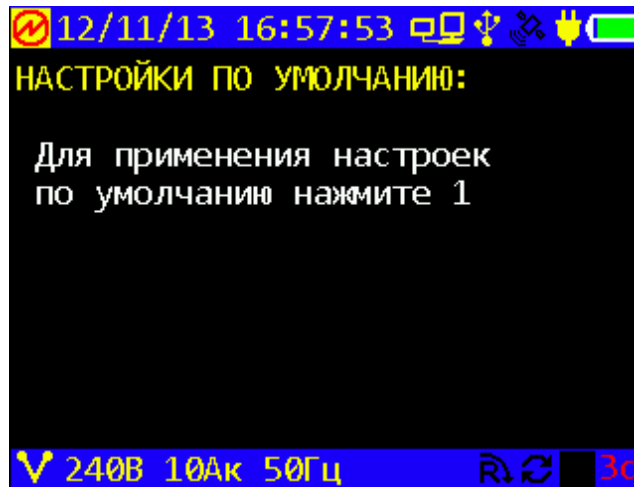 12/11/13 16:57:53
НАСТРОЙКИ ПО УМОЛЧАНИЮ:
Для применения настроек
по умолчанию нажмите 1
240В 10Ак 50Гц R 3с